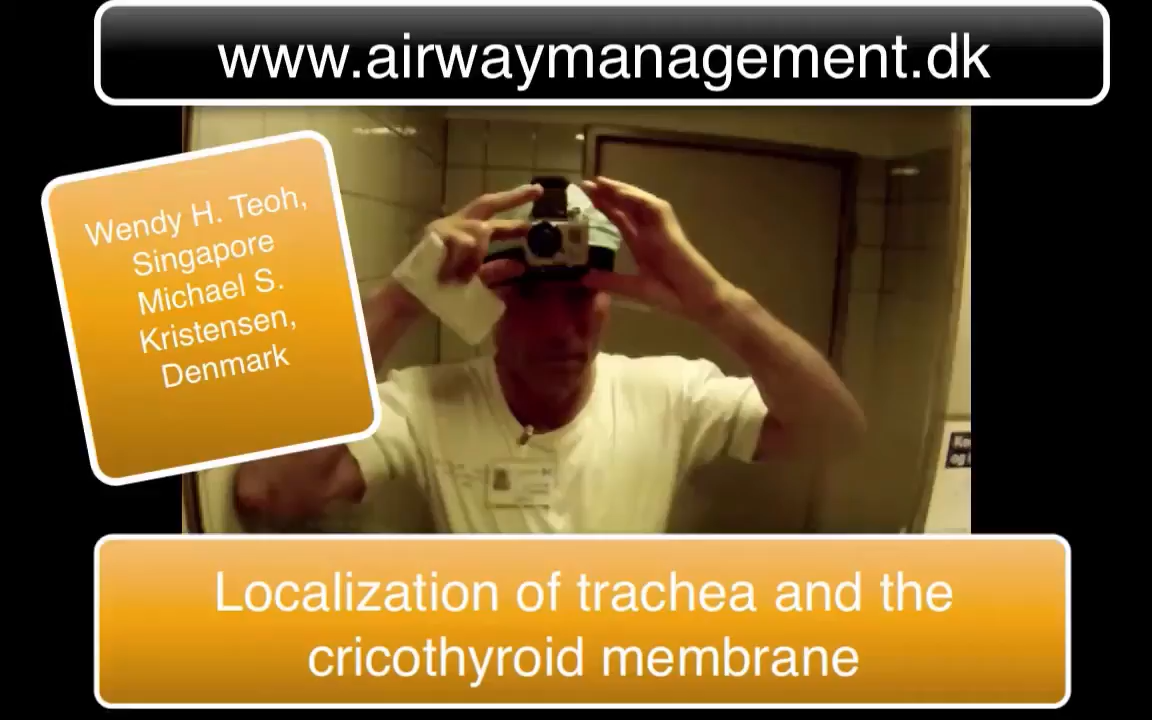 www.airwaymanagement.dk
Wendy H. Teoh,
Singapore
Michael S.
Kristensen,
Denmark
Localization of trachea and the
cricothyroid membrane